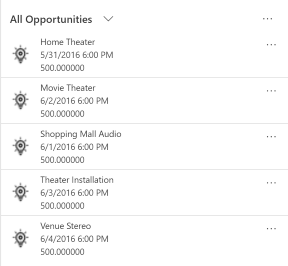 All Opportunities
Home Theater
5/31/2016 6:00 PM
500.000000
Movie Theater
6/2/2016 6:00 PM
500.000000
Shopping Mall Audio
6/1/2016 6:00 PM
500.000000
Theater Installation
6/3/2016 6:00 PM
500.000000
Venue Stereo
6/4/2016 6:00 PM
500.000000